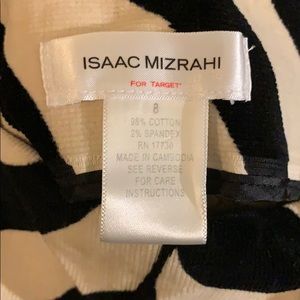 ISAAC MIZRAHI
FOR TARGET*
8
98% COTTON
2% SPANDEX
RN 17730
MADE IN CAMBODIA
SEE REVERSE
FOR CARE
INSTRUCTIONS